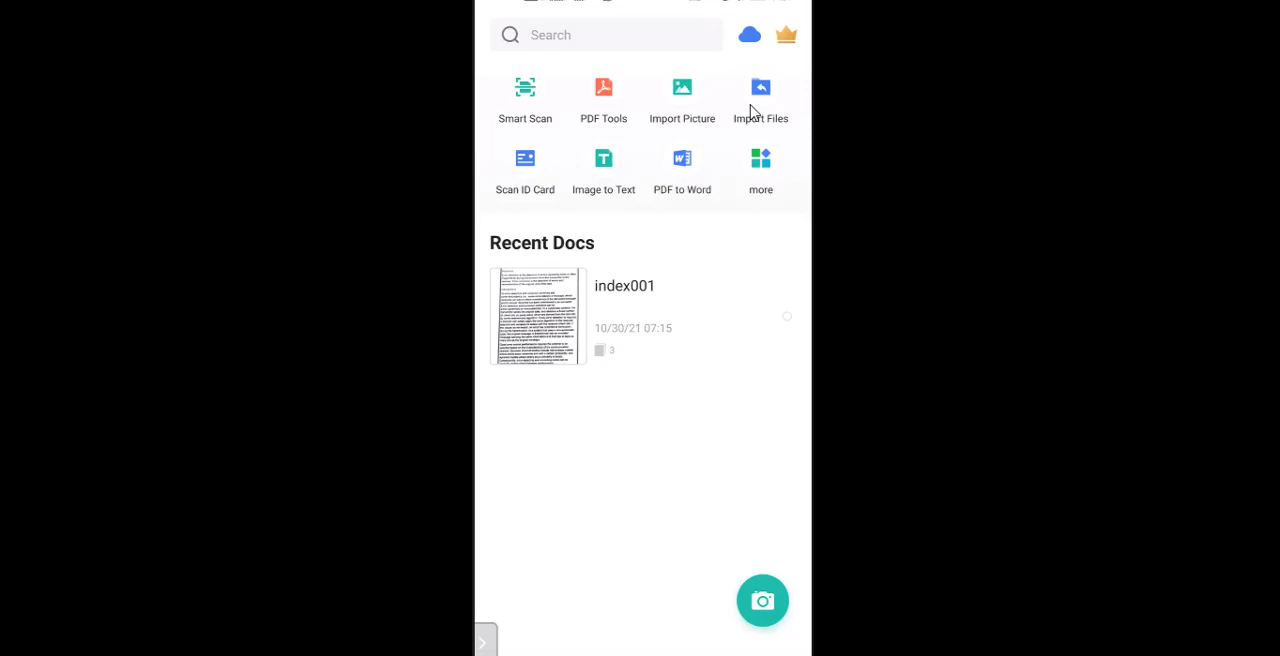 Search
Smart Scan
PDF Tools
Import Picture
Import Files
Scan ID Card
Image to Text
PDF to Word
more
Recent Docs
index001
10/30/21 07:15
3